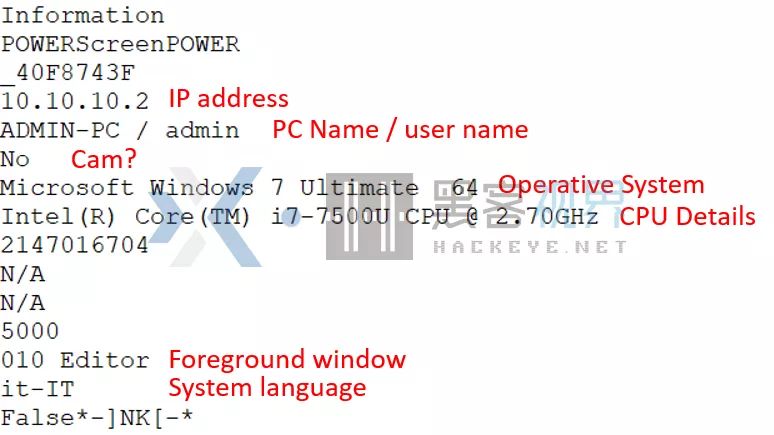 Information
POWERScreenPOWER
_40F8743F
10.10.10.2 IP address
ADMIN-PC / admin PC Name / user name
No Cam?
Microsoft Windows 7 Ultimate 64 Operative System
Intel(R) Core(TM) i7-7500U CPU @ 2.70GHz CPU Details
黑客视界
2147016704
HACKEYE.NET
N/A
N/A
5000
010 Editor Foreground window
it-IT System language
False*-]NK[-*